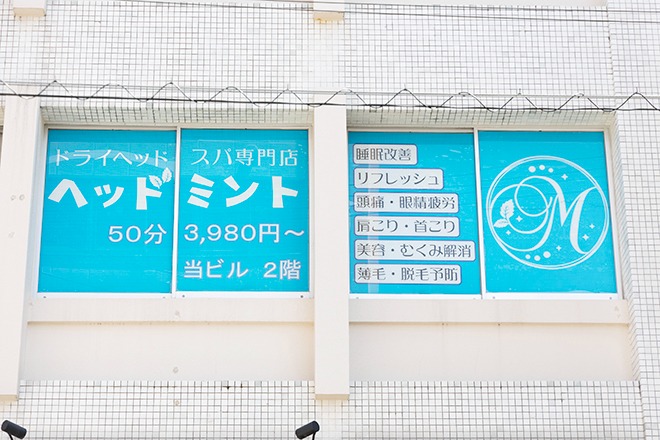 ドライヘッド スパ専門店
ヘッドミント
50分 3,980円～
当ビル 2階
睡眠改善
リフレッシュ
頭痛・眼精疲労
肩こり・首こり
美容・むくみ解消
薄毛・脱毛予防
M